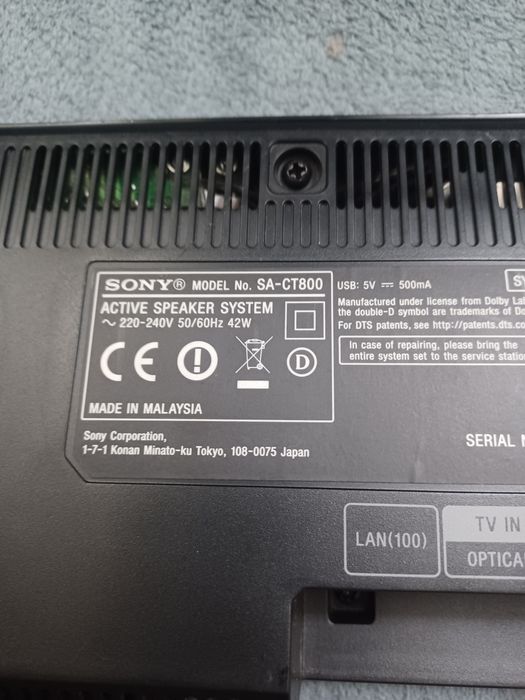 SONY® MODEL No. SA-CT800
ACTIVE SPEAKER SYSTEM
~ 220-240V 50/60Hz 42W
CE
D
MADE IN MALAYSIA
Sony Corporation,
1-7-1 Konan Minato-ku Tokyo, 108-0075 Japan
USB: 5V ⎓ 500mA
Manufactured under license from Dolby
the double-D symbol are trademarks of
For DTS patents, see http://patents.dts.co
In case of repairing, please bring the
entire system set to the service station
SERIAL
LAN(100)
TV IN
OPTICA